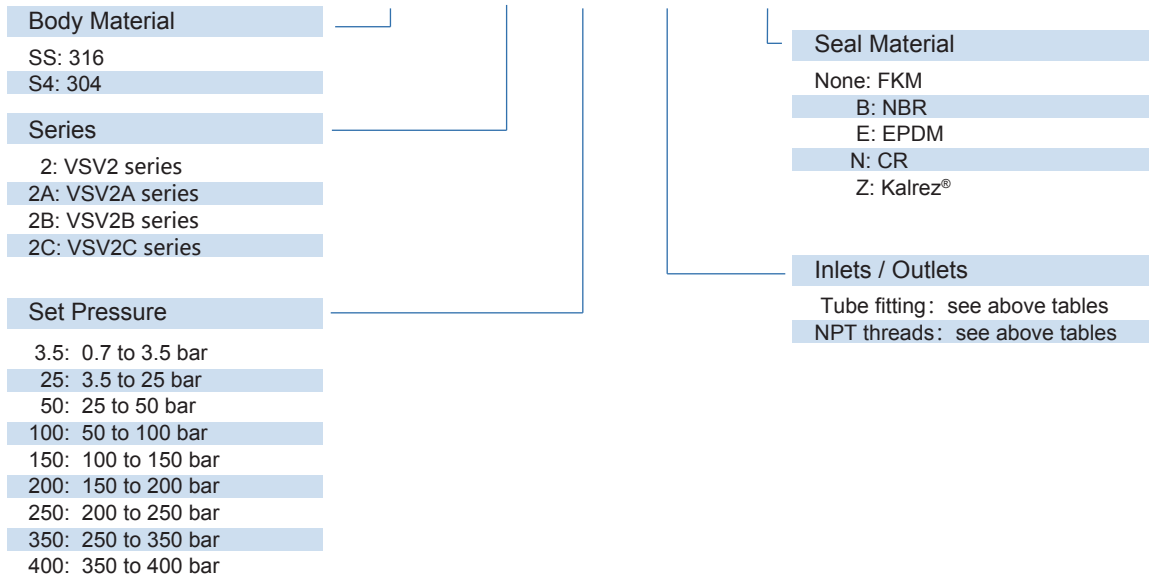 Body Material
SS: 316
S4: 304
Series
2: VSV2 series
2A: VSV2A series
2B: VSV2B series
2C: VSV2C series
Set Pressure
3.5: 0.7 to 3.5 bar
25: 3.5 to 25 bar
50: 25 to 50 bar
100: 50 to 100 bar
150: 100 to 150 bar
200: 150 to 200 bar
250: 200 to 250 bar
350: 250 to 350 bar
400: 350 to 400 bar
Seal Material
None: FKM
B: NBR
E: EPDM
N: CR
Z: Kalrez®
Inlets / Outlets
Tube fitting：see above tables
NPT threads：see above tables